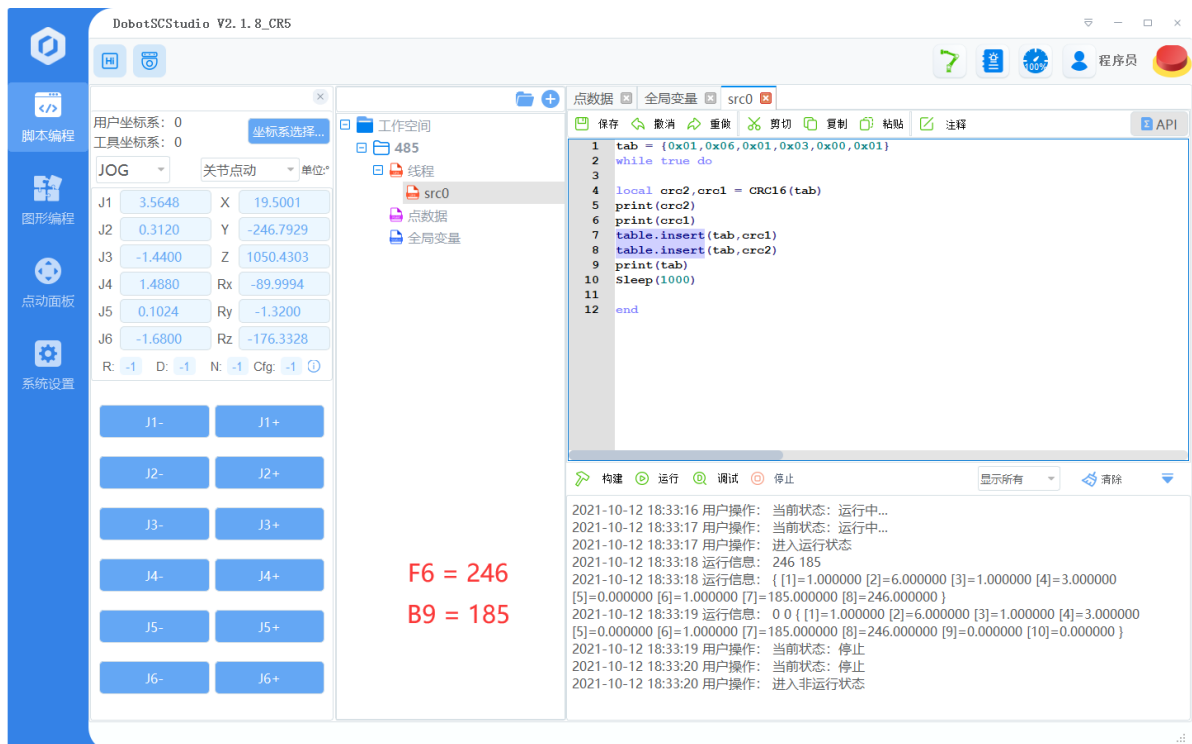 DobotSCStudio V2.1.8_CR5
Hi
100%
程序员
脚本编程
图形编程
点动面板
系统设置
用户坐标系: 0
工具坐标系: 0
坐标系选择...
JOG
关节点动
单位:°
J1 3.5648 X 19.5001
J2 0.3120 Y -246.7929
J3 -1.4400 Z 1050.4303
J4 1.4880 Rx -89.9994
J5 0.1024 Ry -1.3200
J6 -1.6800 Rz -176.3328
R: -1 D: -1 N: -1 Cfg: -1
J1- J1+
J2- J2+
J3- J3+
J4- J4+
J5- J5+
J6- J6+
工作空间
485
线程
src0
点数据
全局变量
F6 = 246
B9 = 185
点数据 全局变量 src0
保存 撤消 重做 剪切 复制 粘贴 注释 API
1 tab = {0x01,0x06,0x01,0x03,0x00,0x01}
2 while true do
3
4 local crc2,crc1 = CRC16(tab)
5 print(crc2)
6 print(crc1)
7 table.insert(tab,crc1)
8 table.insert(tab,crc2)
9 print(tab)
10 Sleep(1000)
11
12 end
构建 运行 调试 停止 显示所有 清除
2021-10-12 18:33:16 用户操作: 当前状态: 运行中...
2021-10-12 18:33:17 用户操作: 当前状态: 运行中...
2021-10-12 18:33:17 用户操作: 进入运行状态
2021-10-12 18:33:18 运行信息: 246 185
2021-10-12 18:33:18 运行信息: { [1]=1.000000 [2]=6.000000 [3]=1.000000 [4]=3.000000
[5]=0.000000 [6]=1.000000 [7]=185.000000 [8]=246.000000 }
2021-10-12 18:33:19 运行信息: 0 0 { [1]=1.000000 [2]=6.000000 [3]=1.000000 [4]=3.000000
[5]=0.000000 [6]=1.000000 [7]=185.000000 [8]=246.000000 [9]=0.000000 [10]=0.000000 }
2021-10-12 18:33:19 用户操作: 当前状态: 停止
2021-10-12 18:33:20 用户操作: 当前状态: 停止
2021-10-12 18:33:20 用户操作: 进入非运行状态